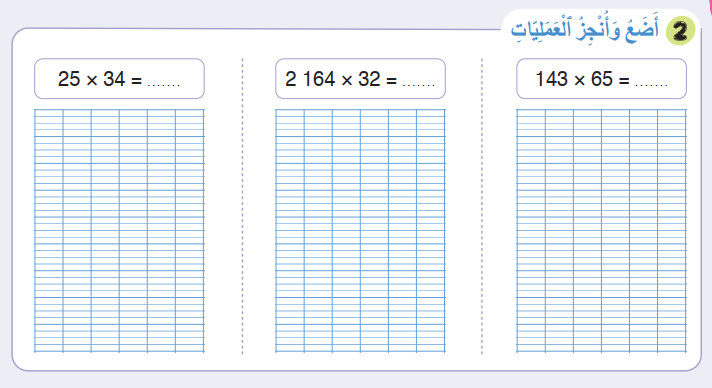 2 أَضَعُ وَأُنْجِزُ ٱلْعَمَلِيَّاتِ
143 × 65 = .......
2 164 × 32 = .......
25 × 34 = .......